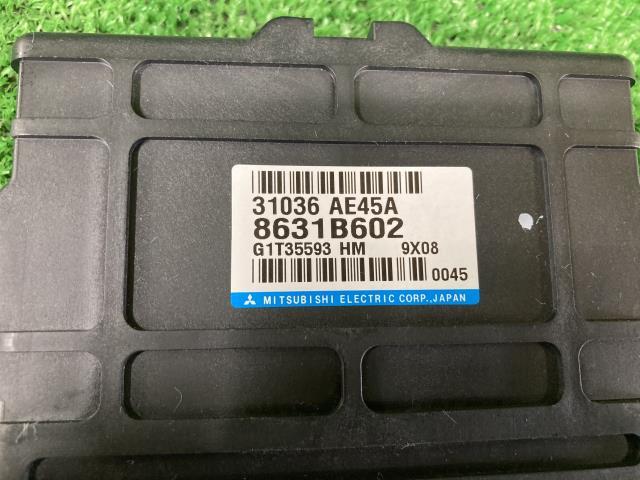 31036 AE45A
8631B602
G1T35593 HM 9X08
0045
MITSUBISHI ELECTRIC CORP., JAPAN